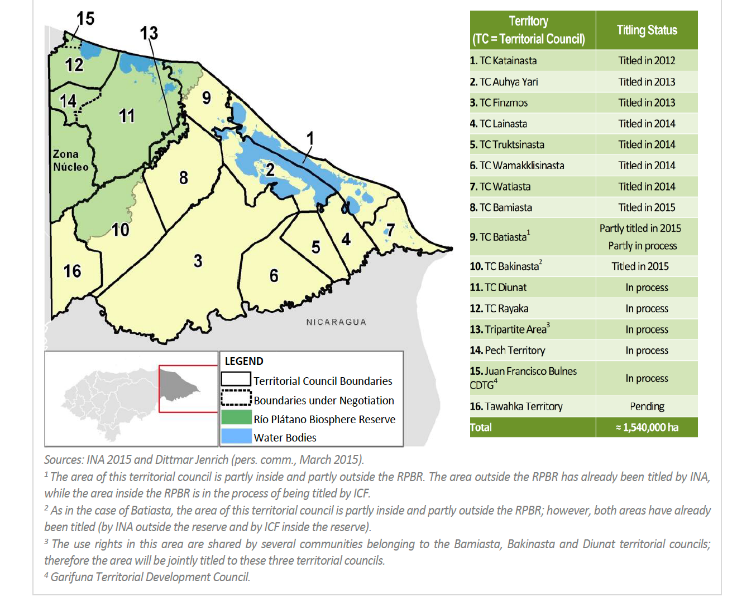 15
13
12
14
11
9
1
2
Zona
Núcleo
8
10
7
5
4
3
6
16
NICARAGUA
LEGEND
Territorial Council Boundaries
Boundaries under Negotiation
Río Plátano Biosphere Reserve
Water Bodies
Territory
(TC = Territorial Council) Titling Status
1. TC Katainasta Titled in 2012
2. TC Auhya Yari Titled in 2013
3. TC Finzmos Titled in 2013
4. TC Lainasta Titled in 2014
5. TC Truktsinasta Titled in 2014
6. TC Wamakklisinasta Titled in 2014
7. TC Watiasta Titled in 2014
8. TC Bamiasta Titled in 2015
9. TC Batiasta1 Partly titled in 2015
Partly in process
10. TC Bakinasta2 Titled in 2015
11. TC Diunat In process
12. TC Rayaka In process
13. Tripartite Area3 In process
14. Pech Territory In process
15. Juan Francisco Bulnes
CDTG4 In process
16. Tawahka Territory Pending
Total ≈ 1,540,000 ha
Sources: INA 2015 and Dittmar Jenrich (pers. comm., March 2015).
1 The area of this territorial council is partly inside and partly outside the RPBR. The area outside the RPBR has already been titled by INA,
while the area inside the RPBR is in the process of being titled by ICF.
2 As in the case of Batiasta, the area of this territorial council is partly inside and partly outside the RPBR; however, both areas have already
been titled (by INA outside the reserve and by ICF inside the reserve).
3 The use rights in this area are shared by several communities belonging to the Bamiasta, Bakinasta and Diunat territorial councils;
therefore the area will be jointly titled to these three territorial councils.
4 Garifuna Territorial Development Council.